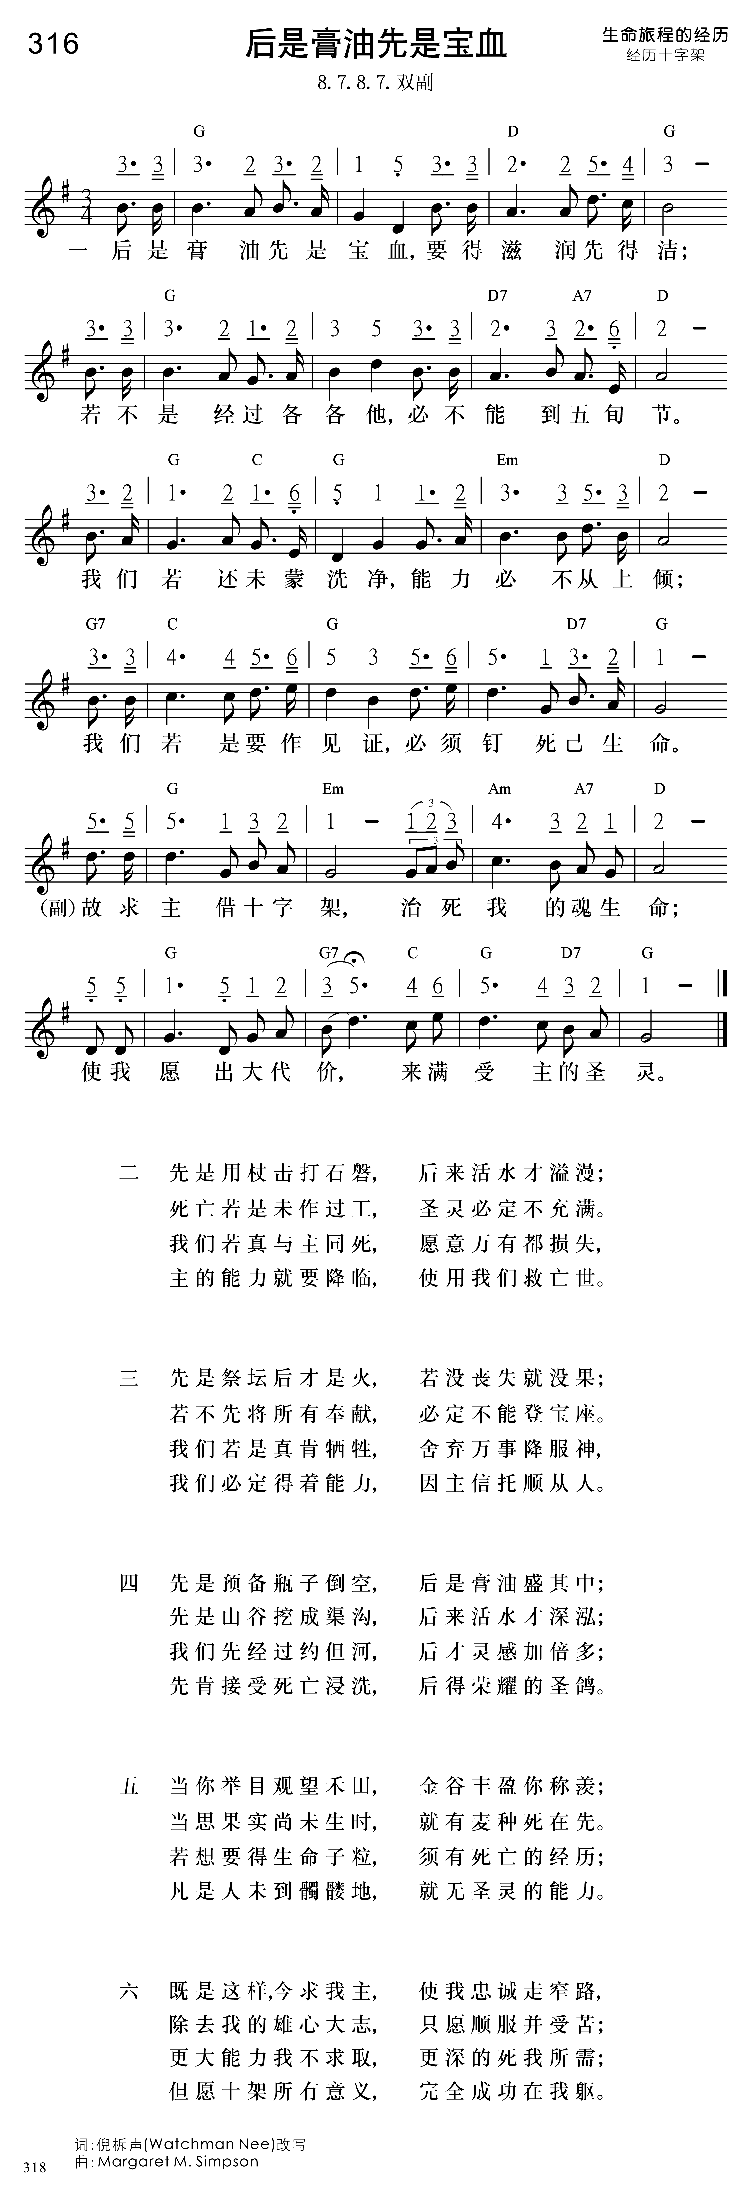 316
后是膏油先是宝血
生命旅程的经历
经历十字架
8.7.8.7.双副
G D G
3· 3 | 3· 2 3· 2 | 1 5 3· 3 | 2· 2 5· 4 | 3 –
一 后是膏油先是宝血,要得滋润先得洁;
G D7 A7 D
3· 3 | 3· 2 1· 2 | 3 5 3· 3 | 2· 3 2· 6 | 2 –
若不是经过各各他,必不能到五旬节。
G C G Em D
3· 2 | 1· 2 1· 6 | 5 1 1· 2 | 3· 3 5· 3 | 2 –
我们若还未蒙洗净,能力必不从上倾;
G7 C G D7 G
3· 3 | 4· 4 5· 6 | 5 3 5· 6 | 5· 1 3· 2 | 1 –
我们若是要作见证,必须钉死己生命。
G Em Am A7 D
5· 5 | 5· 1 3 2 | 1 – 1 2 3 | 4· 3 2 1 | 2 –
(副)故求主借十字架,治死我的魂生命;
G G7 C G D7 G
5 5 | 1· 5 1 2 | 3 5· 4 6 | 5· 4 3 2 | 1 –
使我愿出大代价,来满受主的圣灵。
二 先是用杖击打石磐, 后来活水才溢漫;
死亡若是未作过工, 圣灵必定不充满。
我们若真与主同死, 愿意万有都损失,
主的能力就要降临, 使用我们救亡世。
三 先是祭坛后才是火, 若没丧失就没果;
若不先将所有奉献, 必定不能登宝座。
我们若是真肯牺牲, 舍弃万事降服神,
我们必定得着能力, 因主信托顺从人。
四 先是预备瓶子倒空, 后是膏油盛其中;
先是山谷挖成渠沟, 后来活水才深泓;
我们先经过约但河, 后才灵感加倍多;
先肯接受死亡浸洗, 后得荣耀的圣鸽。
五 当你举目观望禾田, 金谷丰盈你称羡;
当思果实尚未生时, 就有麦种死在先。
若想要得生命子粒, 须有死亡的经历;
凡是人未到髑髅地, 就无圣灵的能力。
六 既是这样,今求我主, 使我忠诚走窄路,
除去我的雄心大志, 只愿顺服并受苦;
更大能力我不求取, 更深的死我所需;
但愿十架所有意义, 完全成功在我躯。
词:倪柝声(Watchman Nee)改写
曲:Margaret M. Simpson
318